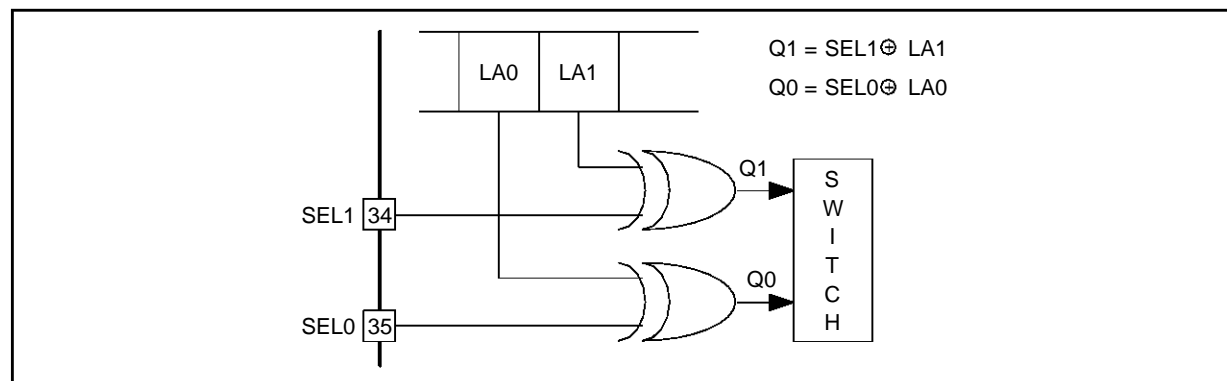 Q1 = SEL1⊕ LA1
LA0 LA1
Q0 = SEL0⊕ LA0
Q1
S
W
I
T
C
H
SEL1 34
Q0
SEL0 35